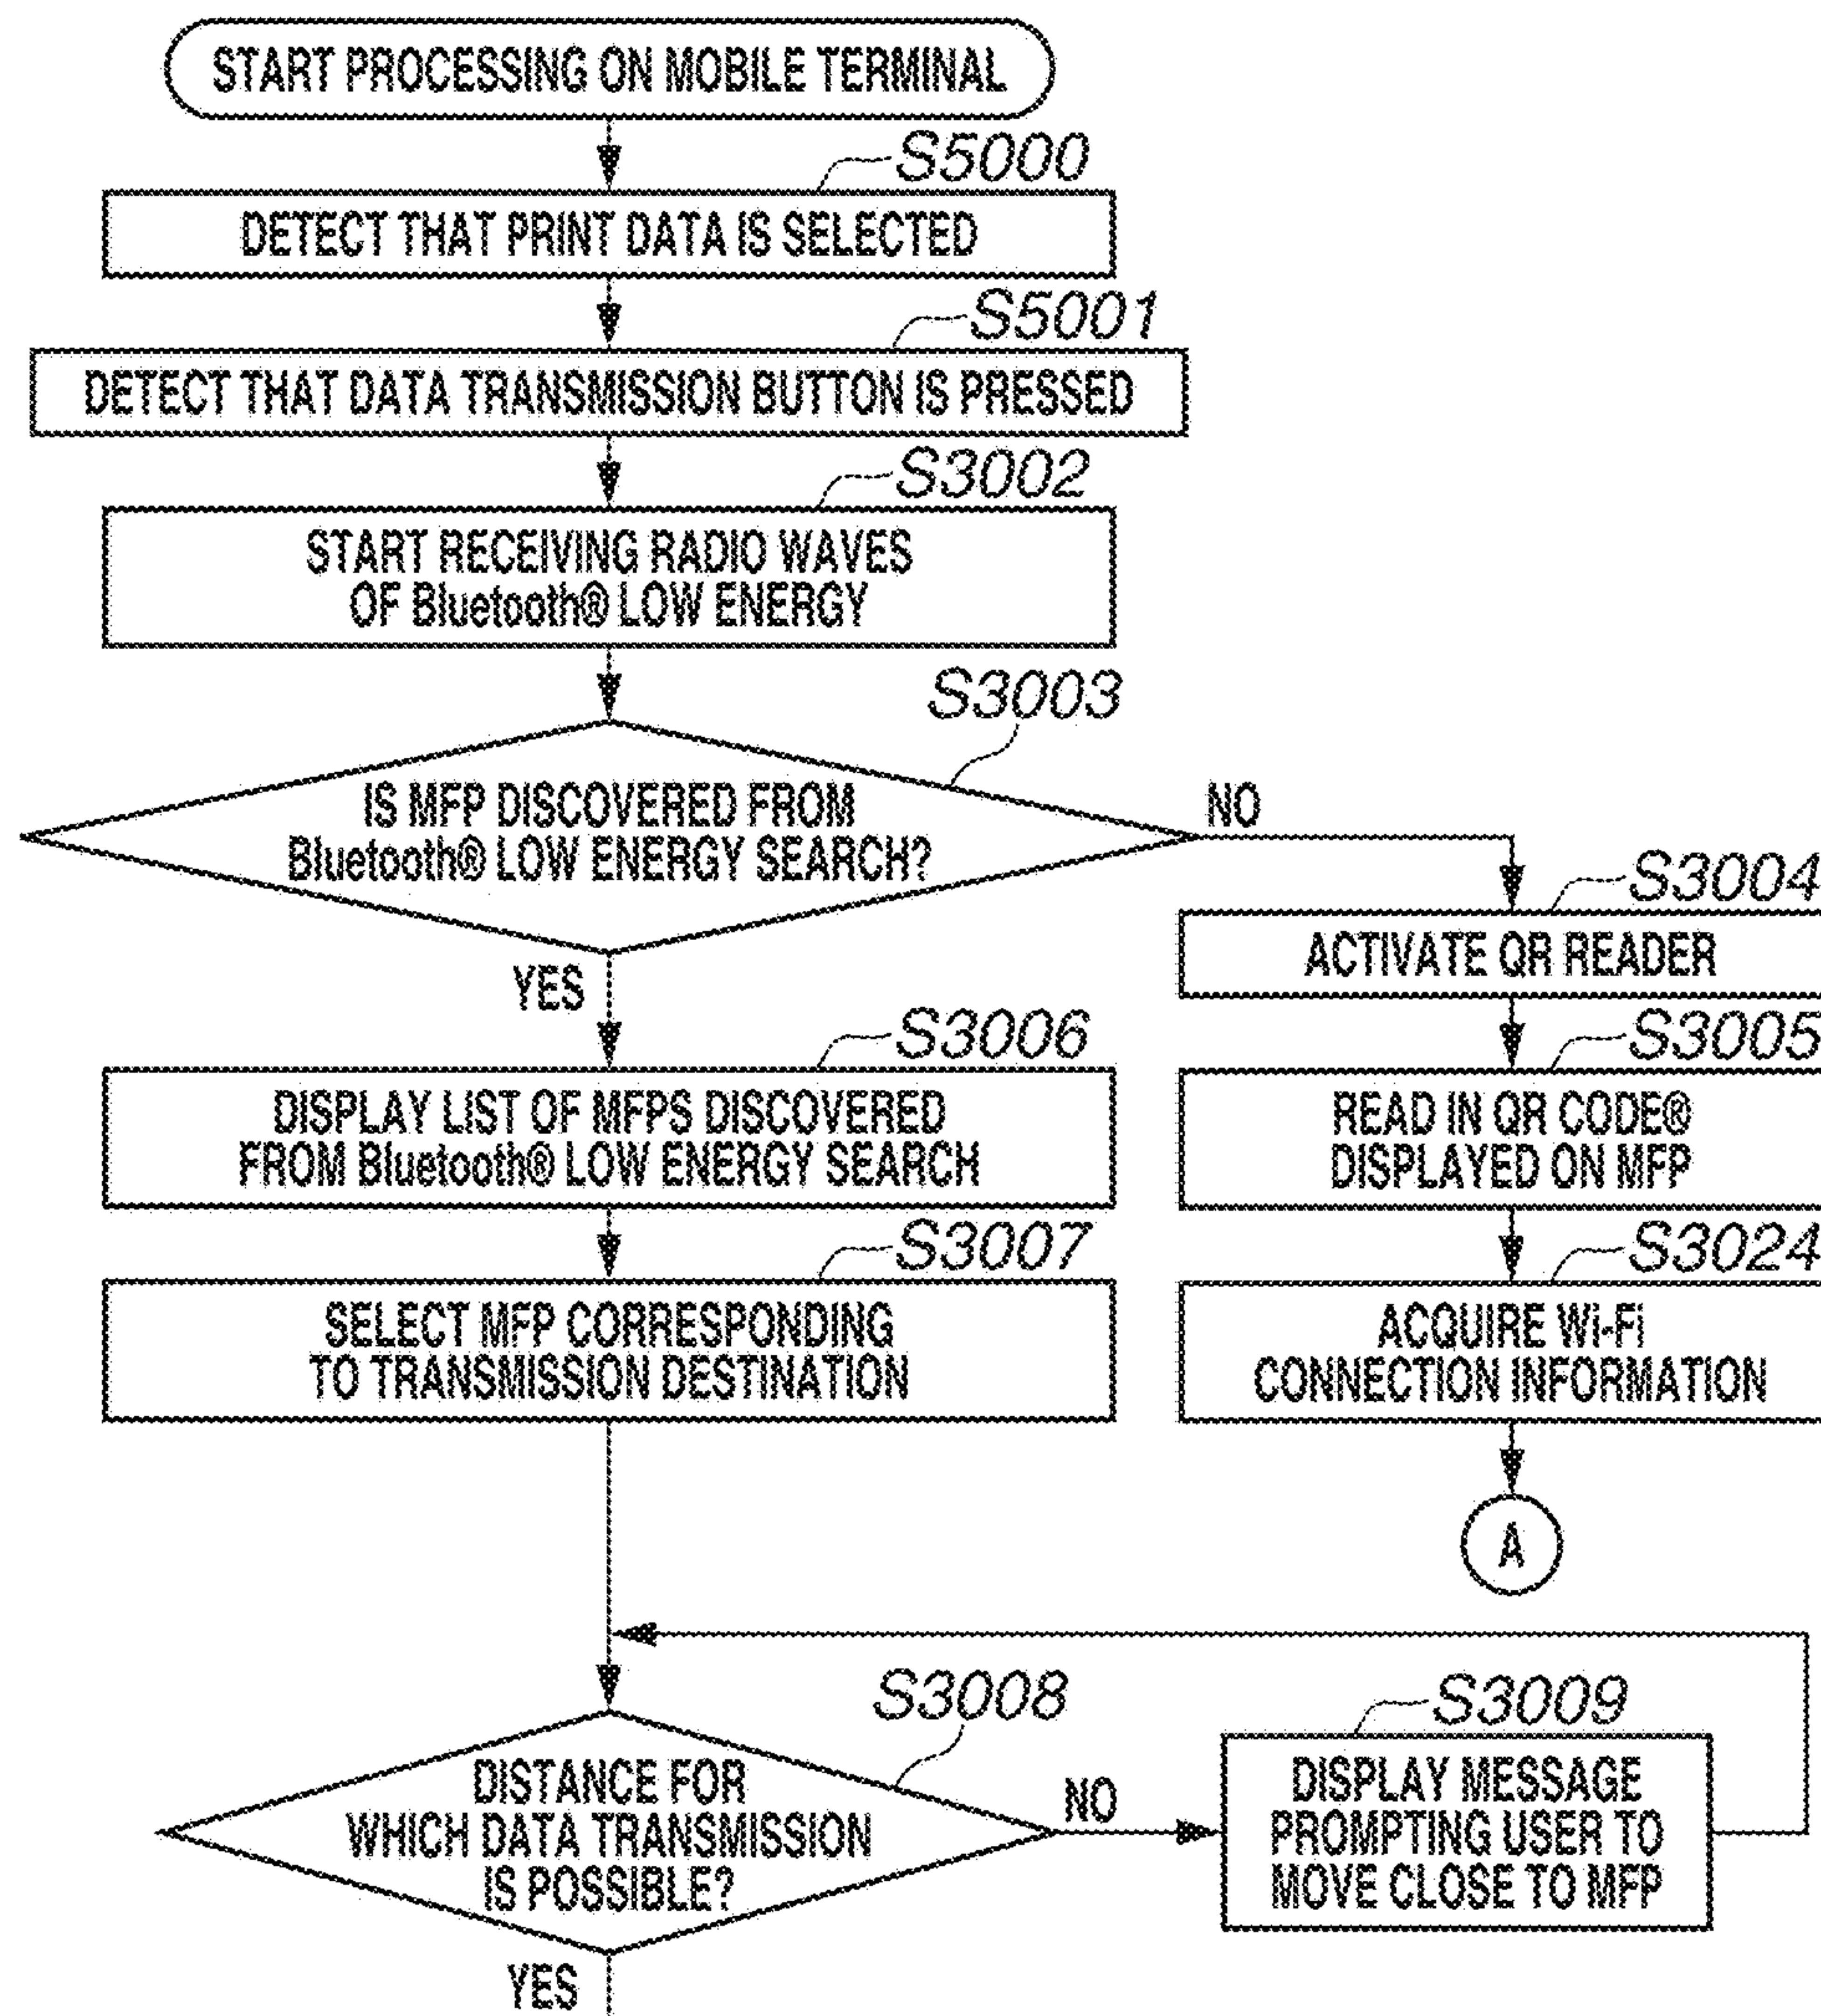 START PROCESSING ON MOBILE TERMINAL
S5000
DETECT THAT PRINT DATA IS SELECTED
S5001
DETECT THAT DATA TRANSMISSION BUTTON IS PRESSED
S3002
START RECEIVING RADIO WAVES
OF Bluetooth® LOW ENERGY
S3003
IS MFP DISCOVERED FROM
Bluetooth® LOW ENERGY SEARCH?
NO
YES
S3004
ACTIVATE QR READER
S3006
DISPLAY LIST OF MFPS DISCOVERED
FROM Bluetooth® LOW ENERGY SEARCH
S3005
READ IN QR CODE®
DISPLAYED ON MFP
S3007
SELECT MFP CORRESPONDING
TO TRANSMISSION DESTINATION
S3024
ACQUIRE Wi-Fi
CONNECTION INFORMATION
A
S3008
DISTANCE FOR
WHICH DATA TRANSMISSION
IS POSSIBLE?
NO
S3009
DISPLAY MESSAGE
PROMPTING USER TO
MOVE CLOSE TO MFP
YES